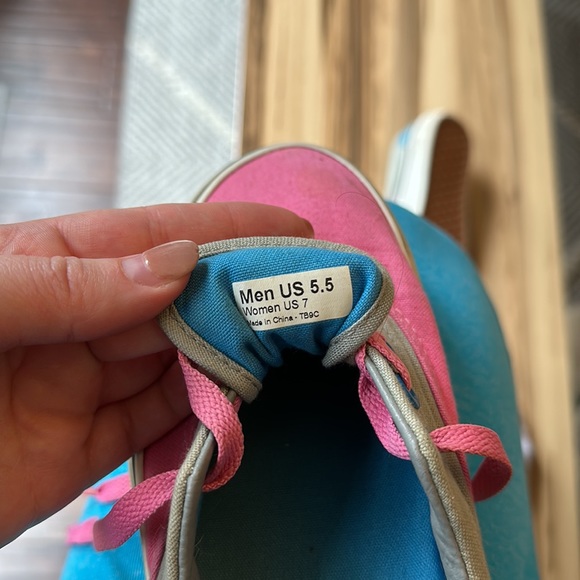 Men US 5.5
Women US 7
Made in China - TB9C